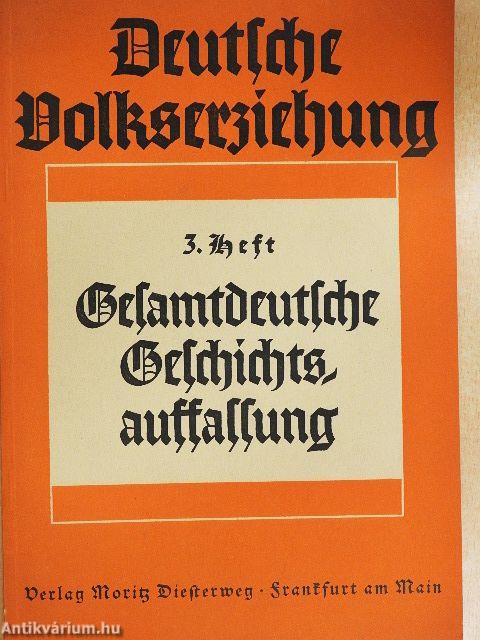 Deutſche
Volkserziehung
3. Heft
Geſamtdeutſche
Geſchichts-
auffaſſung
Verlag Moritz Dieſterweg · Frankfurt am Main
Antikvárium.hu